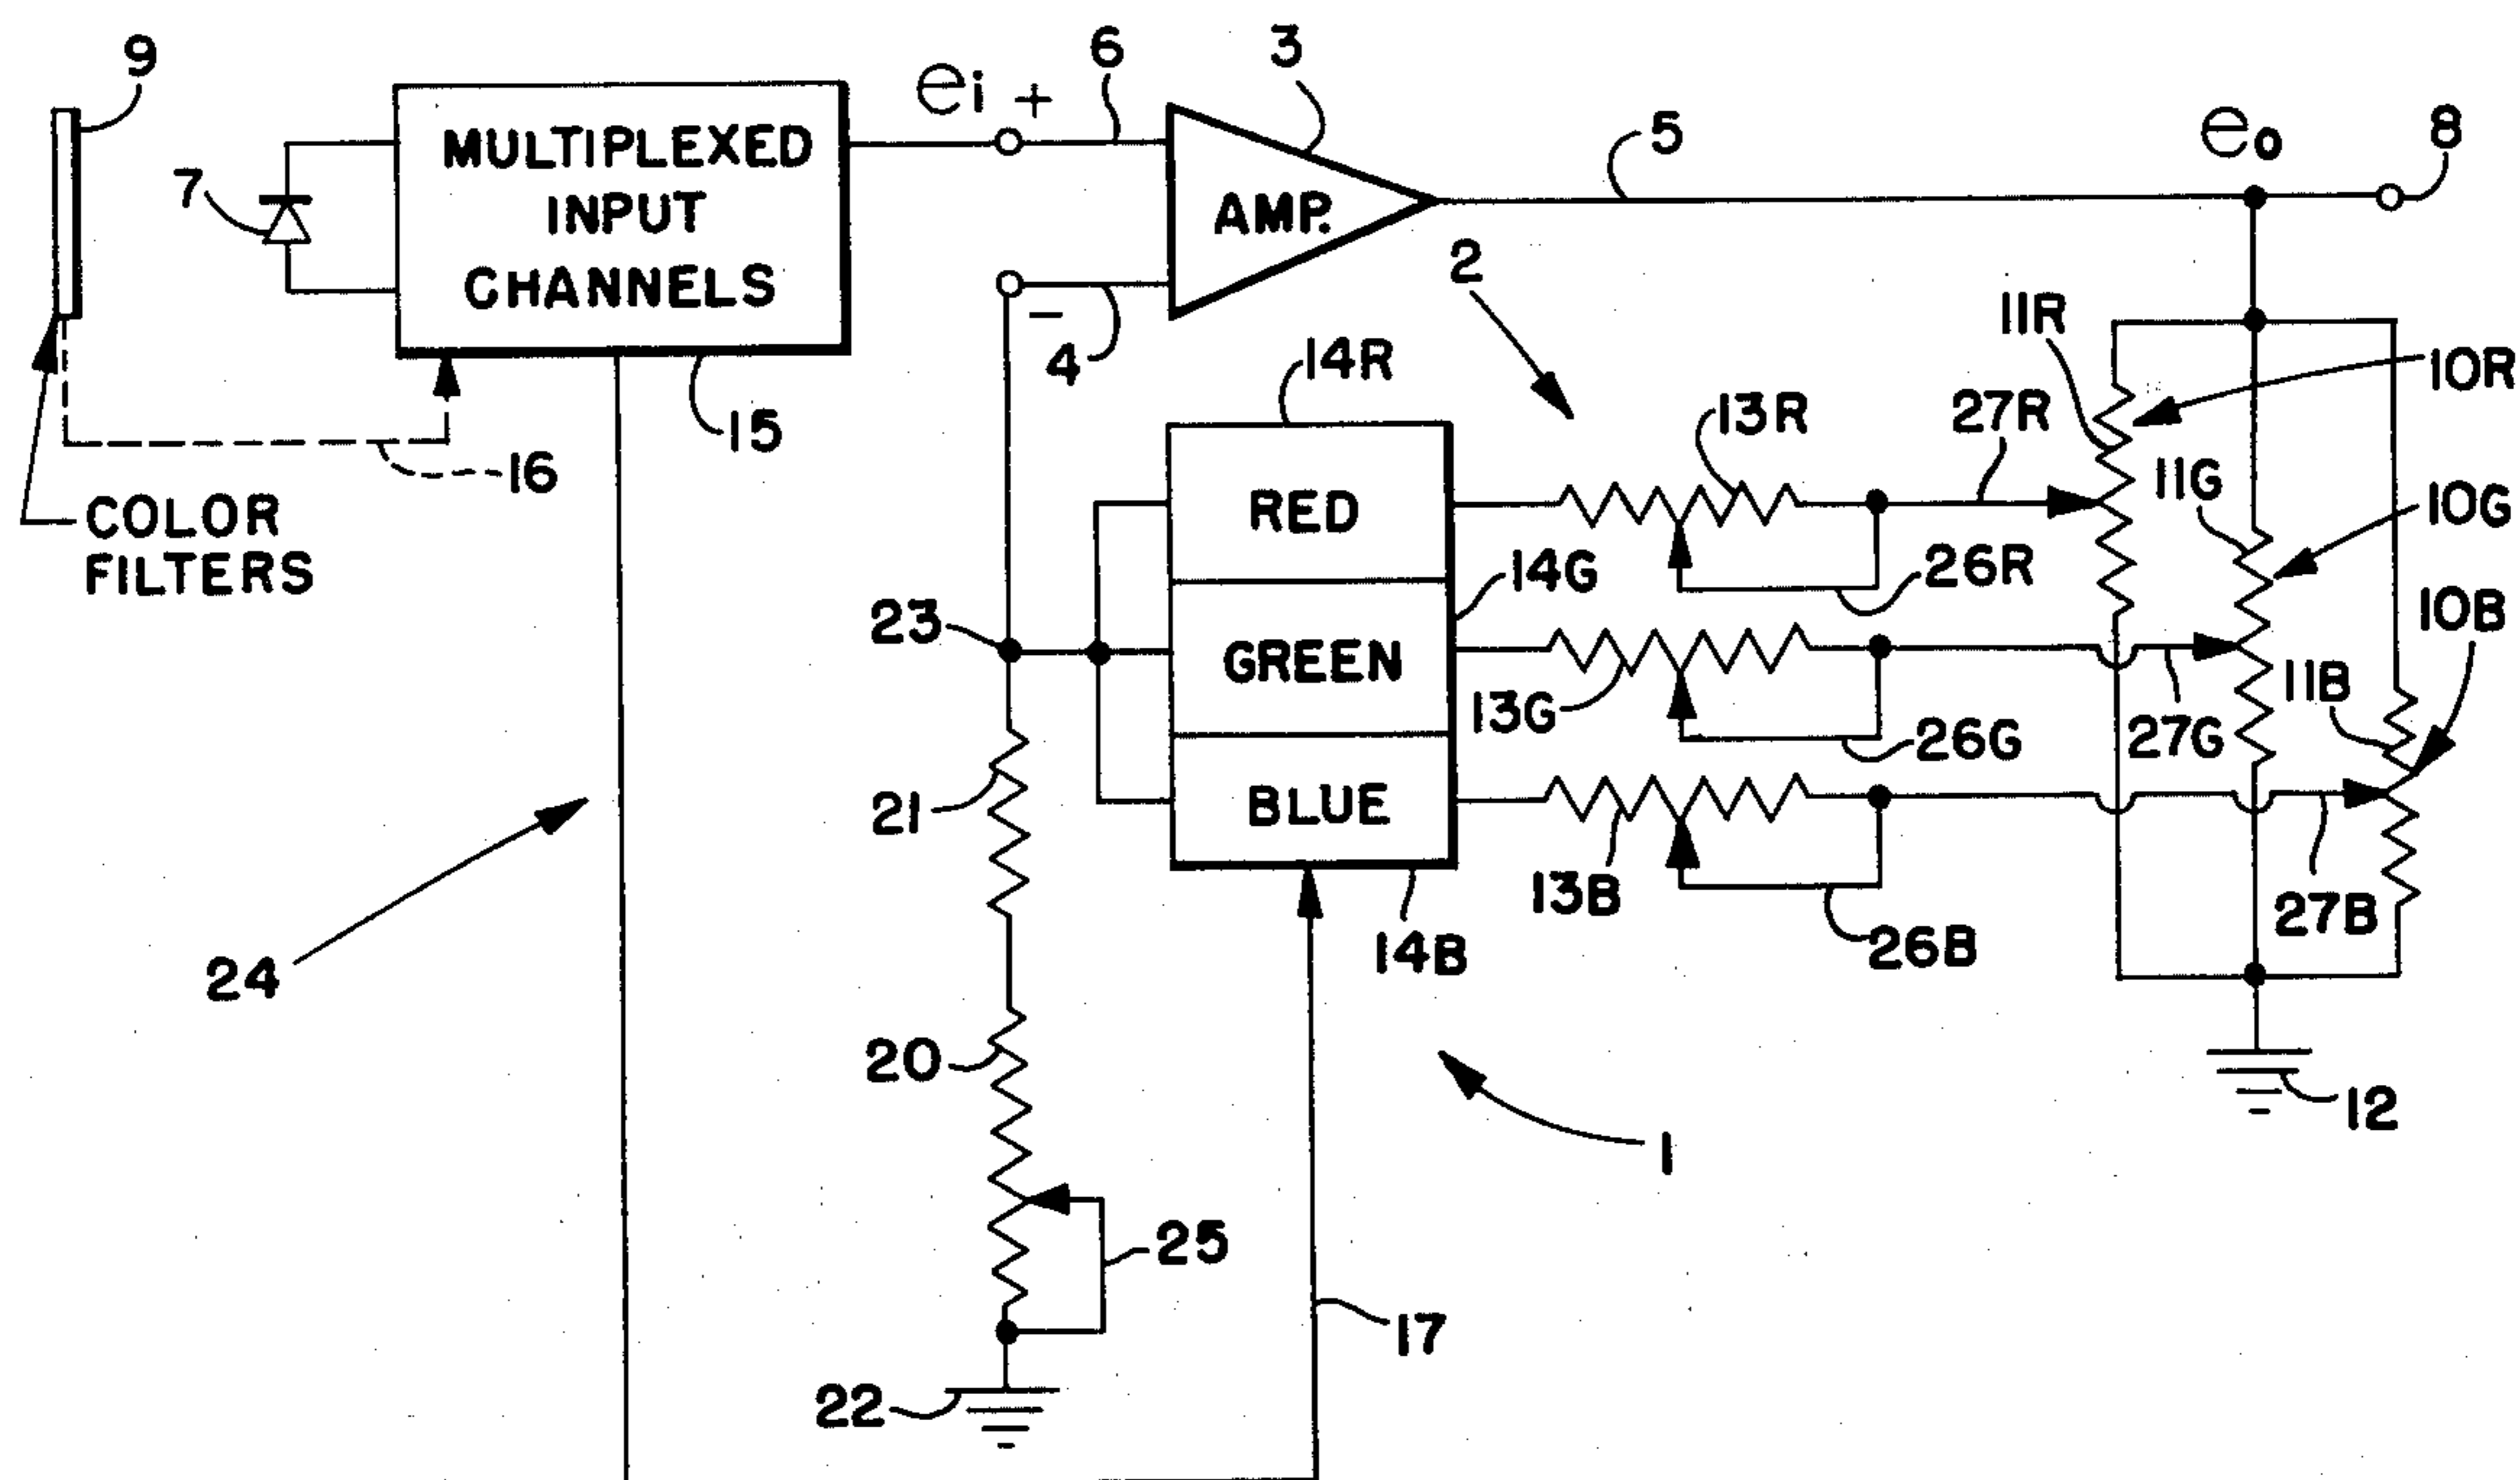 9
7
MULTIPLEXED
INPUT
CHANNELS
15
16
COLOR
FILTERS
24
ei +
6
3
AMP.
5
eo
8
-
4
2
14R
RED
14G
GREEN
BLUE
14B
13R
27R
26R
13G
27G
26G
13B
27B
26B
11R
10R
11G
10G
11B
10B
12
23
21
20
25
22
17
1